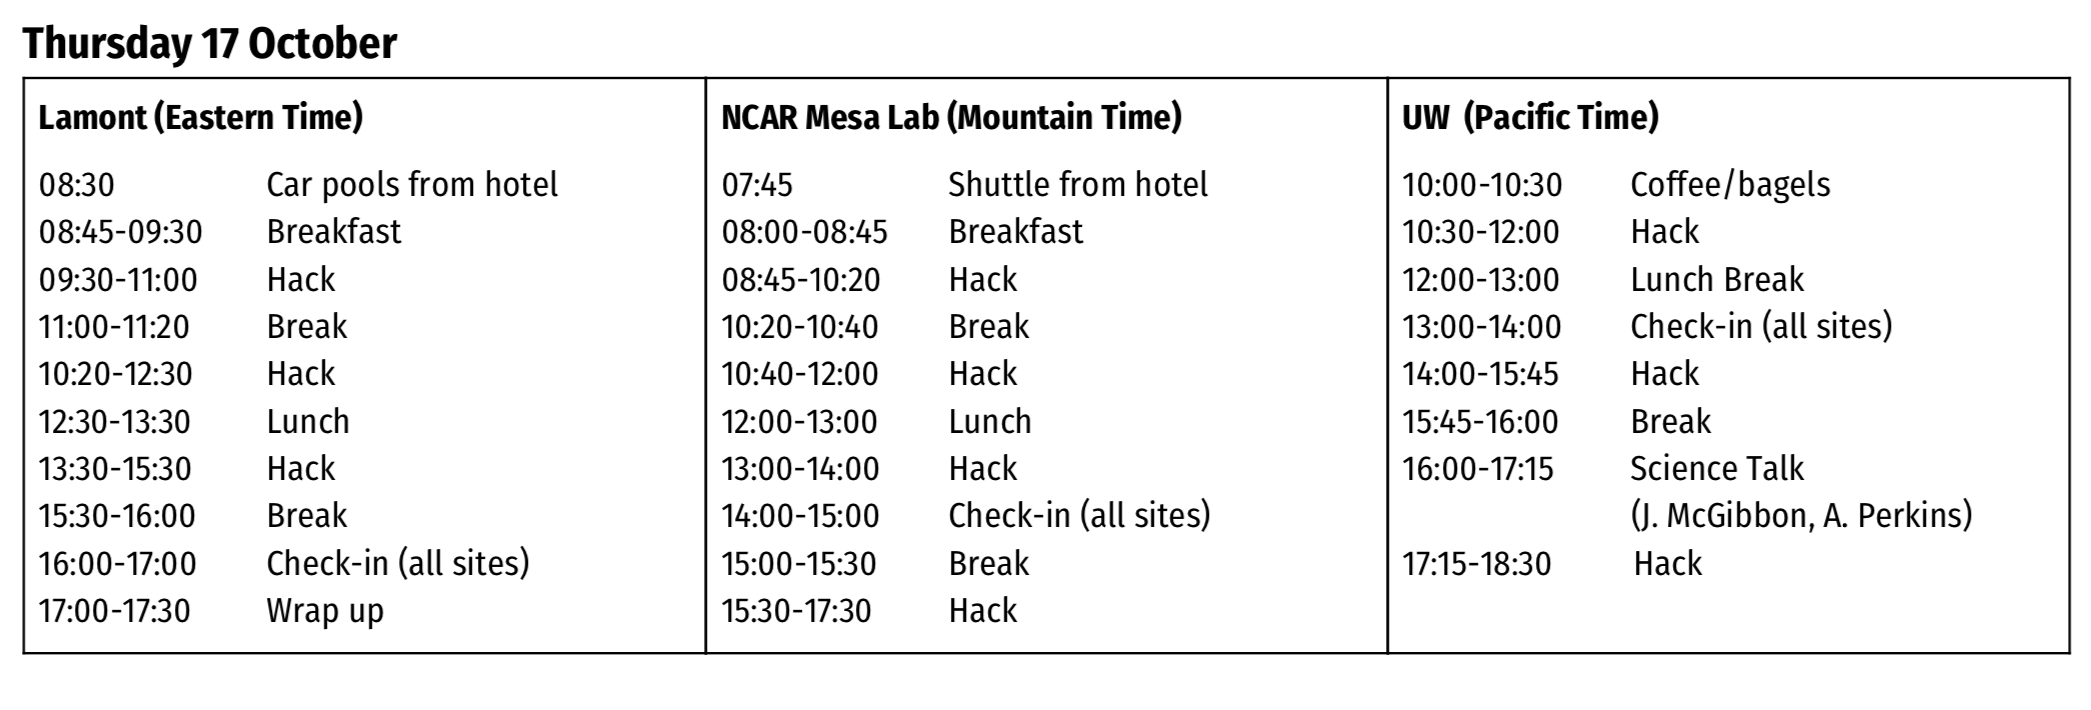 Thursday 17 October
Lamont (Eastern Time)
08:30 Car pools from hotel
08:45-09:30 Breakfast
09:30-11:00 Hack
11:00-11:20 Break
10:20-12:30 Hack
12:30-13:30 Lunch
13:30-15:30 Hack
15:30-16:00 Break
16:00-17:00 Check-in (all sites)
17:00-17:30 Wrap up
NCAR Mesa Lab (Mountain Time)
07:45 Shuttle from hotel
08:00-08:45 Breakfast
08:45-10:20 Hack
10:20-10:40 Break
10:40-12:00 Hack
12:00-13:00 Lunch
13:00-14:00 Hack
14:00-15:00 Check-in (all sites)
15:00-15:30 Break
15:30-17:30 Hack
UW (Pacific Time)
10:00-10:30 Coffee/bagels
10:30-12:00 Hack
12:00-13:00 Lunch Break
13:00-14:00 Check-in (all sites)
14:00-15:45 Hack
15:45-16:00 Break
16:00-17:15 Science Talk
(J. McGibbon, A. Perkins)
17:15-18:30 Hack